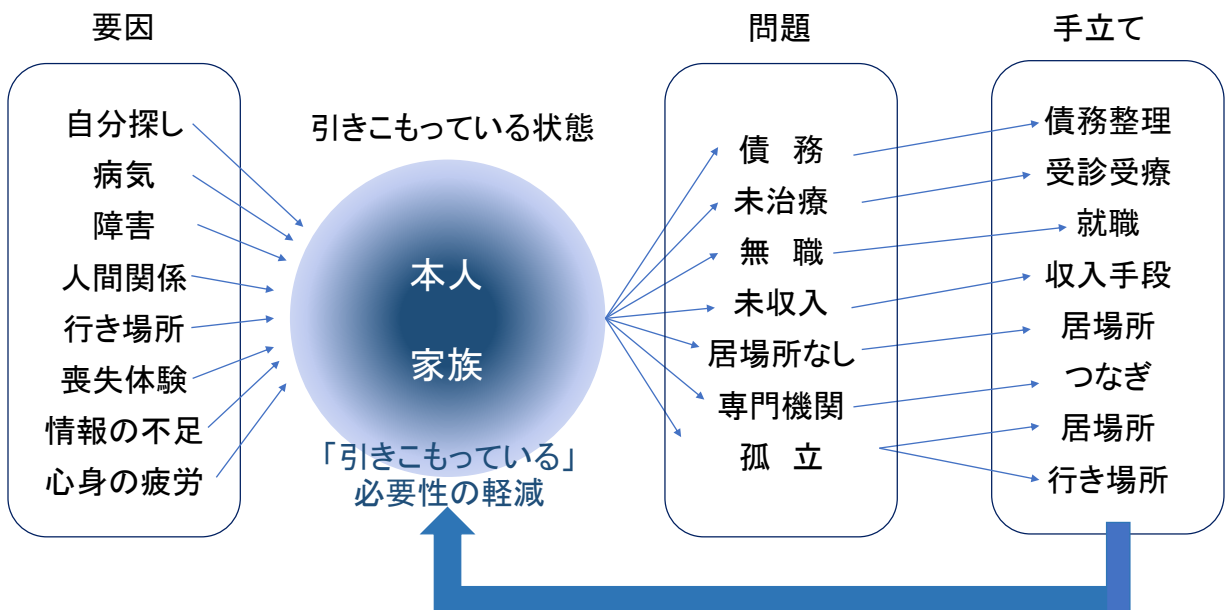 要因
自分探し
病気
障害
人間関係
行き場所
喪失体験
情報の不足
心身の疲労
引きこもっている状態
本人
家族
「引きこもっている」
必要性の軽減
問題
債 務
未治療
無 職
未収入
居場所なし
専門機関
孤 立
手立て
債務整理
受診受療
就職
収入手段
居場所
つなぎ
居場所
行き場所